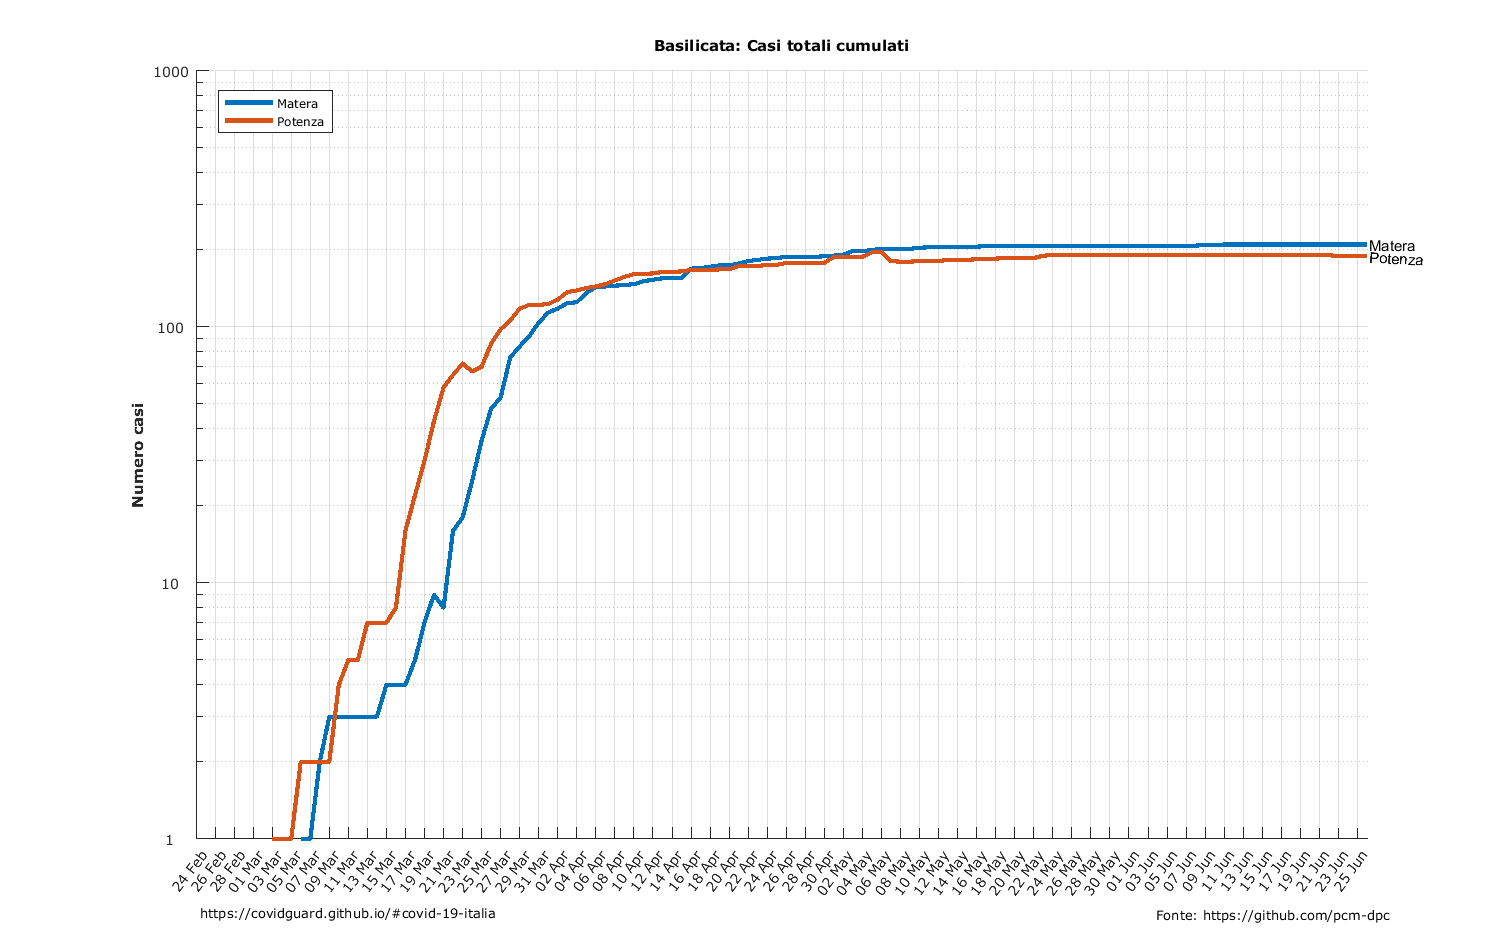 Basilicata: Casi totali cumulati
1000
100
10
1
Numero casi
Matera
Potenza
Matera
Potenza
24 Feb
26 Feb
28 Feb
01 Mar
03 Mar
05 Mar
07 Mar
09 Mar
11 Mar
13 Mar
15 Mar
17 Mar
19 Mar
21 Mar
23 Mar
25 Mar
27 Mar
29 Mar
31 Mar
02 Apr
04 Apr
06 Apr
08 Apr
10 Apr
12 Apr
14 Apr
16 Apr
18 Apr
20 Apr
22 Apr
24 Apr
26 Apr
28 Apr
30 Apr
02 May
04 May
06 May
08 May
10 May
12 May
14 May
16 May
18 May
20 May
22 May
24 May
26 May
28 May
30 May
01 Jun
03 Jun
05 Jun
07 Jun
09 Jun
11 Jun
13 Jun
15 Jun
17 Jun
19 Jun
21 Jun
23 Jun
25 Jun
https://covidguard.github.io/#covid-19-italia
Fonte: https://github.com/pcm-dpc